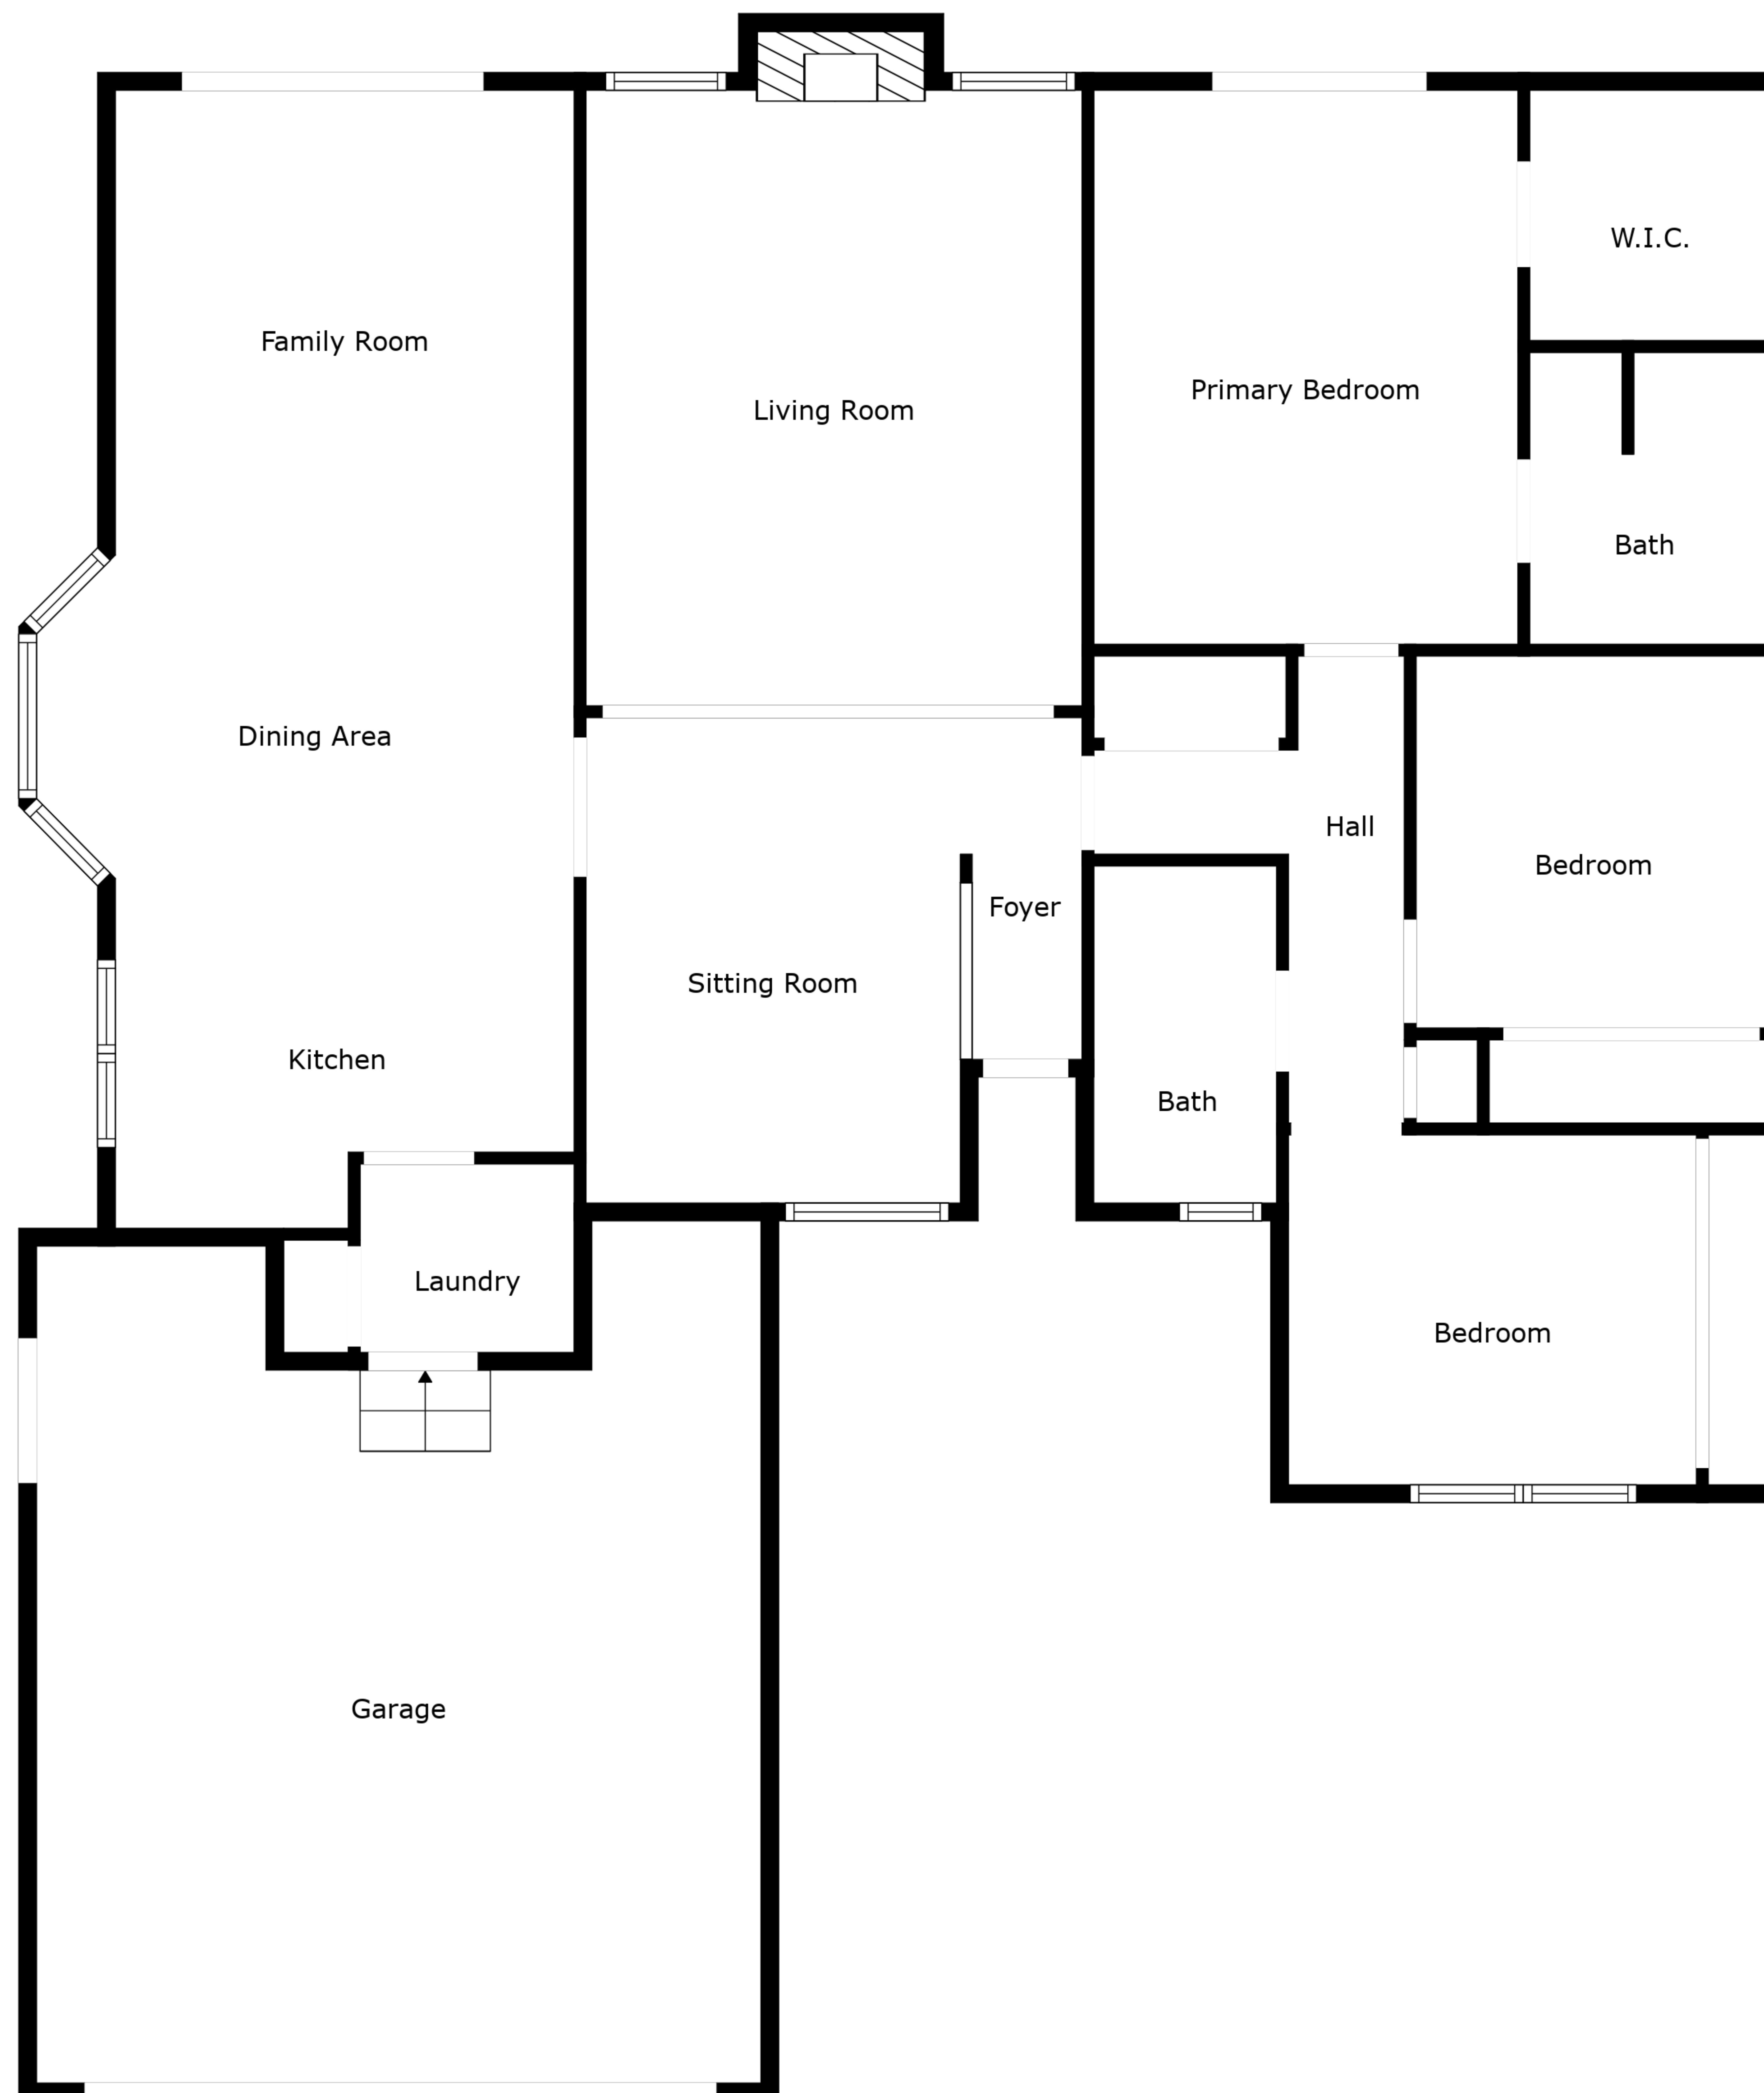 W.I.C.
Family Room
Primary Bedroom
Living Room
Bath
Dining Area
Hall
Bedroom
Foyer
Sitting Room
Kitchen
Bath
Laundry
Bedroom
Garage